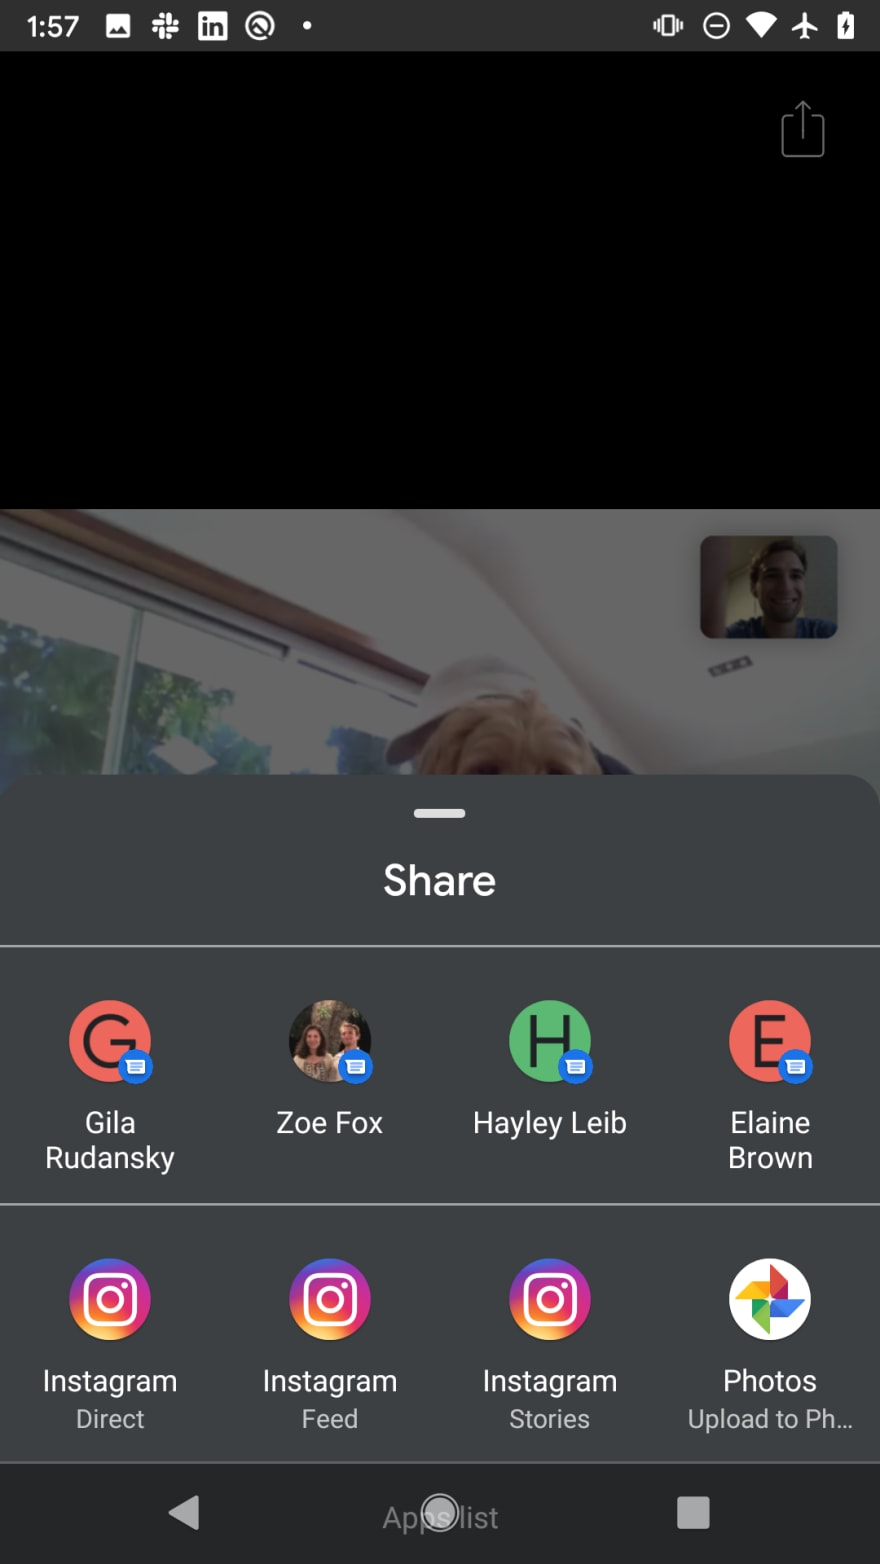 1:57
Share
G
H
E
Gila
Rudansky
Zoe Fox
Hayley Leib
Elaine
Brown
Instagram
Direct
Instagram
Feed
Instagram
Stories
Photos
Upload to Ph...
Apps list